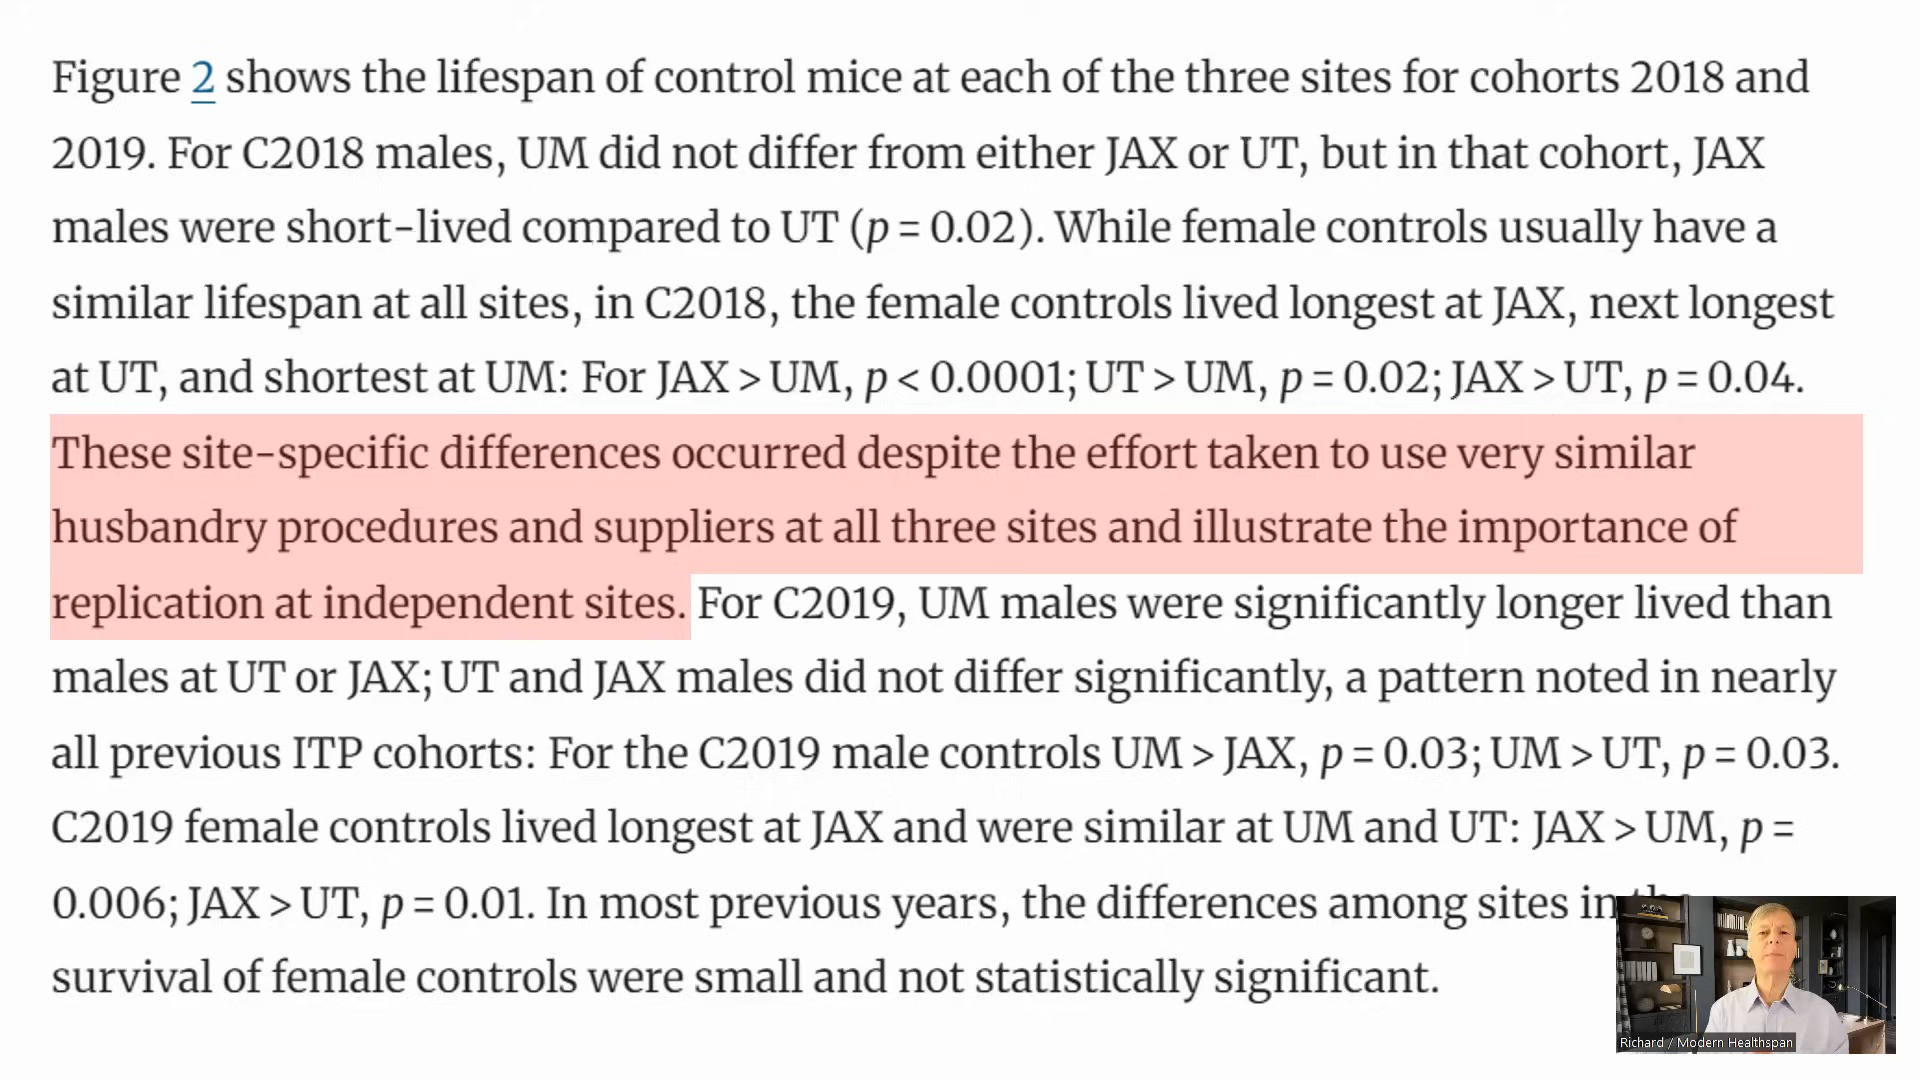 Figure 2 shows the lifespan of control mice at each of the three sites for cohorts 2018 and
2019. For C2018 males, UM did not differ from either JAX or UT, but in that cohort, JAX
males were short-lived compared to UT (p = 0.02). While female controls usually have a
similar lifespan at all sites, in C2018, the female controls lived longest at JAX, next longest
at UT, and shortest at UM: For JAX > UM, p < 0.0001; UT > UM, p = 0.02; JAX > UT, p = 0.04.
These site-specific differences occurred despite the effort taken to use very similar
husbandry procedures and suppliers at all three sites and illustrate the importance of
replication at independent sites. For C2019, UM males were significantly longer lived than
males at UT or JAX; UT and JAX males did not differ significantly, a pattern noted in nearly
all previous ITP cohorts: For the C2019 male controls UM > JAX, p = 0.03; UM > UT, p = 0.03.
C2019 female controls lived longest at JAX and were similar at UM and UT: JAX > UM, p =
0.006; JAX > UT, p = 0.01. In most previous years, the differences among sites in the
survival of female controls were small and not statistically significant.
Richard / Modern Healthspan